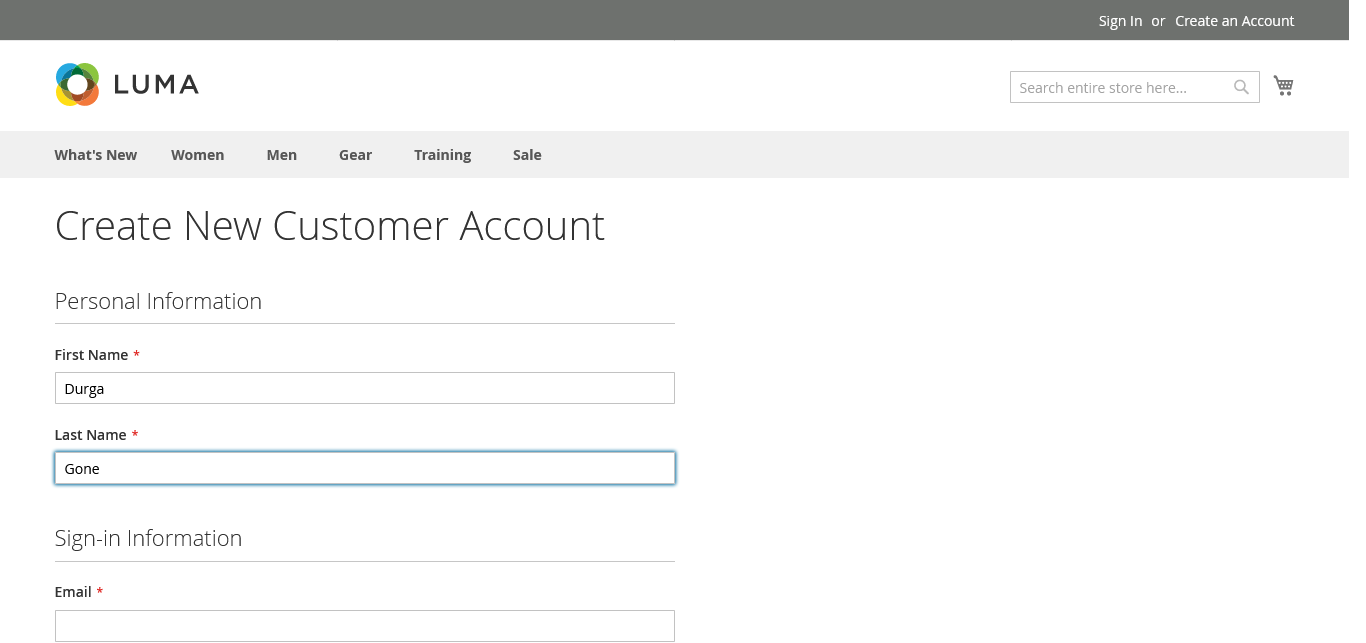 Sign In or Create an Account
LUMA
Search entire store here...
What's New Women Men Gear Training Sale
Create New Customer Account
Personal Information
First Name *
Durga
Last Name *
Gone
Sign-in Information
Email *